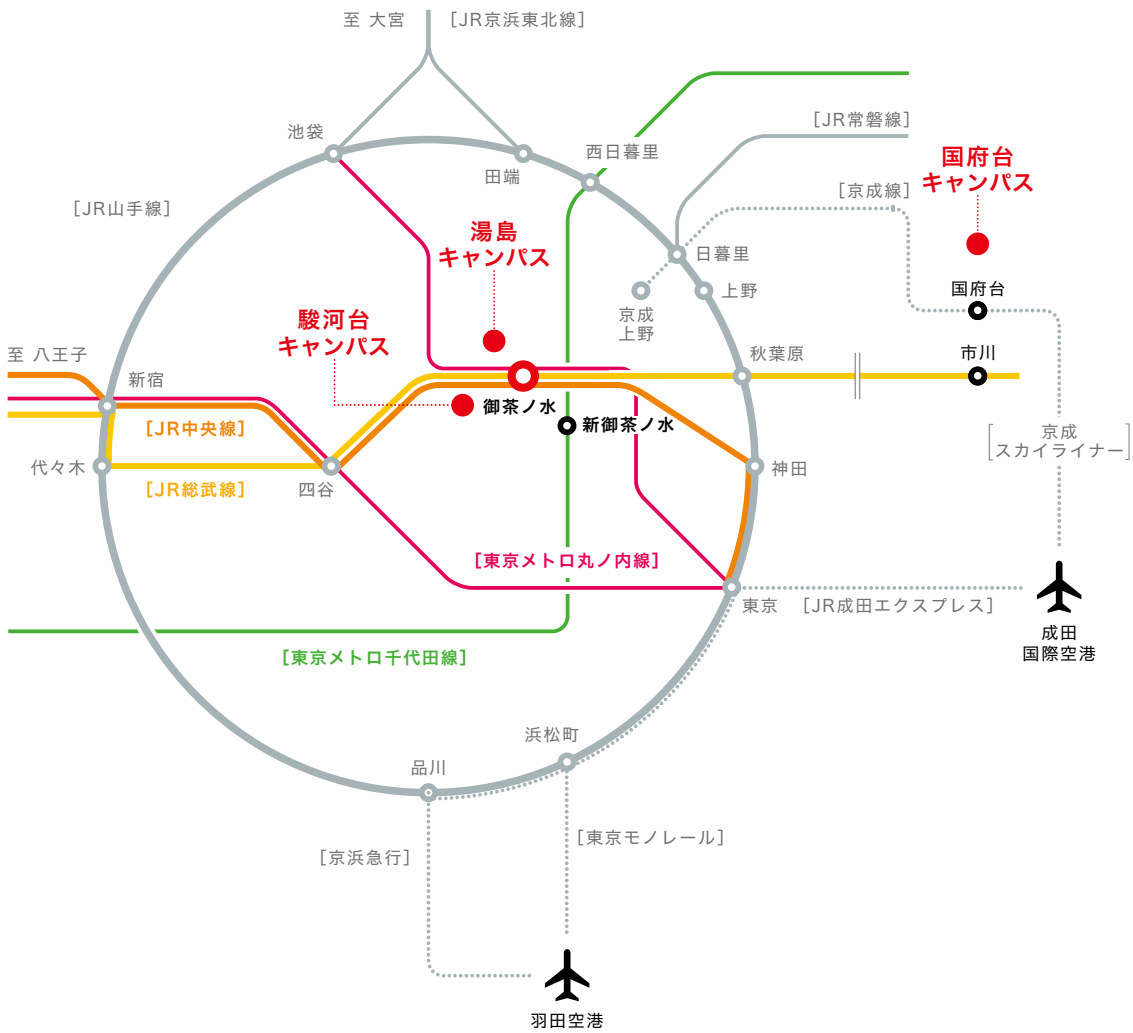 至 大宮
[JR京浜東北線]
池袋
田端
西日暮里
[JR常磐線]
国府台
キャンパス
[京成線]
[JR山手線]
湯島
キャンパス
日暮里
上野
京成
上野
国府台
駿河台
キャンパス
至 八王子
新宿
秋葉原
市川
御茶ノ水
新御茶ノ水
[JR中央線]
代々木
[JR総武線]
四谷
神田
[京成
スカイライナー]
[東京メトロ丸ノ内線]
東京
[JR成田エクスプレス]
成田
国際空港
[東京メトロ千代田線]
浜松町
品川
[東京モノレール]
[京浜急行]
羽田空港